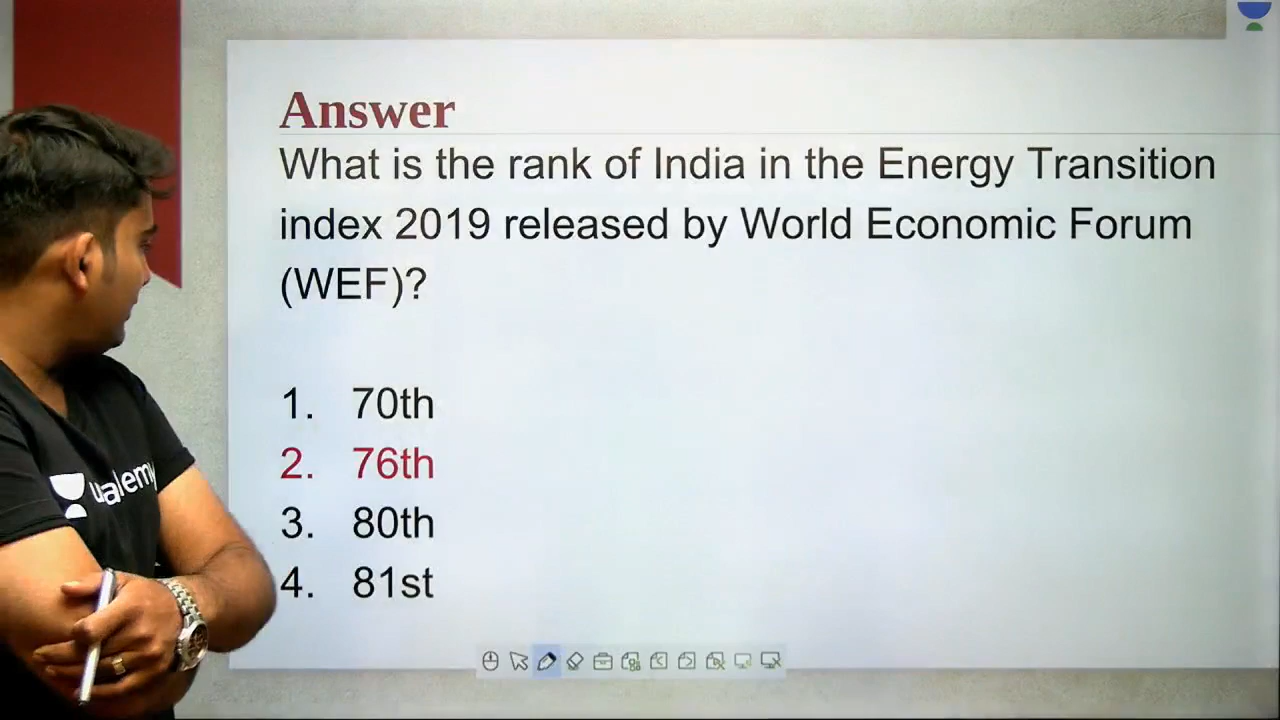 Answer
What is the rank of India in the Energy Transition
index 2019 released by World Economic Forum
(WEF)?
1. 70th
2. 76th
3. 80th
4. 81st
unacademy